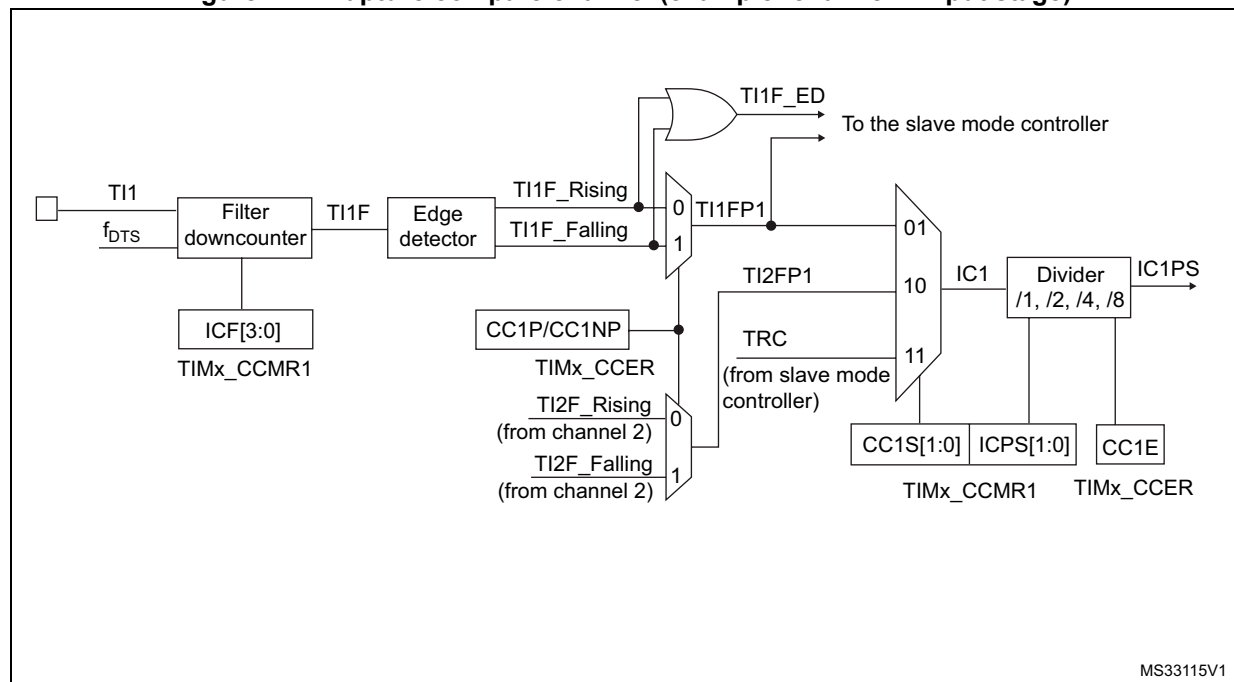 TI1F_ED
To the slave mode controller
TI1
f_DTS
Filter
downcounter
TI1F
Edge
detector
TI1F_Rising
TI1F_Falling
0
1
TI1FP1
01
TI2FP1
10
IC1
Divider
/1, /2, /4, /8
IC1PS
ICF[3:0]
TIMx_CCMR1
CC1P/CC1NP
TIMx_CCER
TRC
11
(from slave mode
controller)
TI2F_Rising
0
(from channel 2)
TI2F_Falling
1
(from channel 2)
CC1S[1:0]
ICPS[1:0]
CC1E
TIMx_CCMR1
TIMx_CCER
MS33115V1